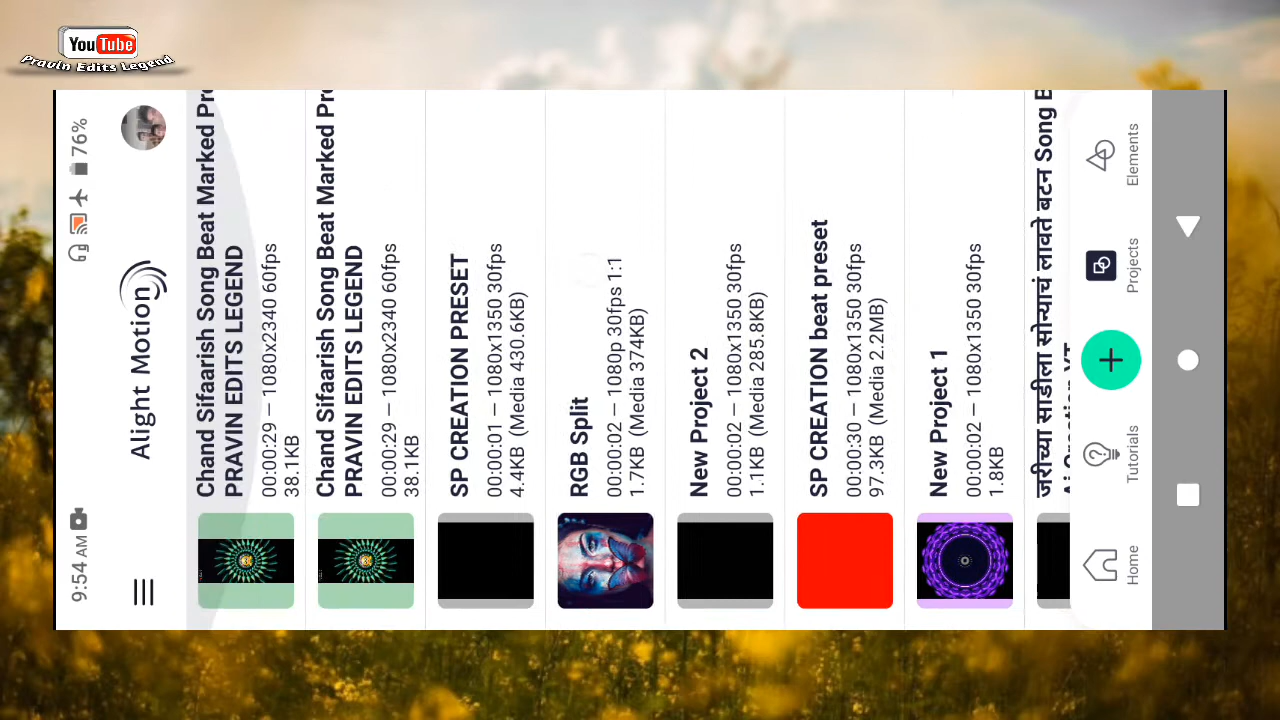 YouTube
Pravin Edits Legend
9:54 AM
76%
Alight Motion
Chand Sifaarish Song Beat Marked Pr
PRAVIN EDITS LEGEND
00:00:29 – 1080x2340 60fps
38.1KB
Chand Sifaarish Song Beat Marked Pr
PRAVIN EDITS LEGEND
00:00:29 – 1080x2340 60fps
38.1KB
SP CREATION PRESET
00:00:01 – 1080x1350 30fps
4.4KB (Media 430.6KB)
RGB Split
00:00:02 – 1080p 30fps 1:1
1.7KB (Media 374KB)
New Project 2
00:00:02 – 1080x1350 30fps
1.1KB (Media 285.8KB)
SP CREATION beat preset
00:00:30 – 1080x1350 30fps
97.3KB (Media 2.2MB)
New Project 1
00:00:02 – 1080x1350 30fps
1.8KB
जरीच्या साडीला सोन्याचं लावते बटन Song
Home
Tutorials
Projects
Elements